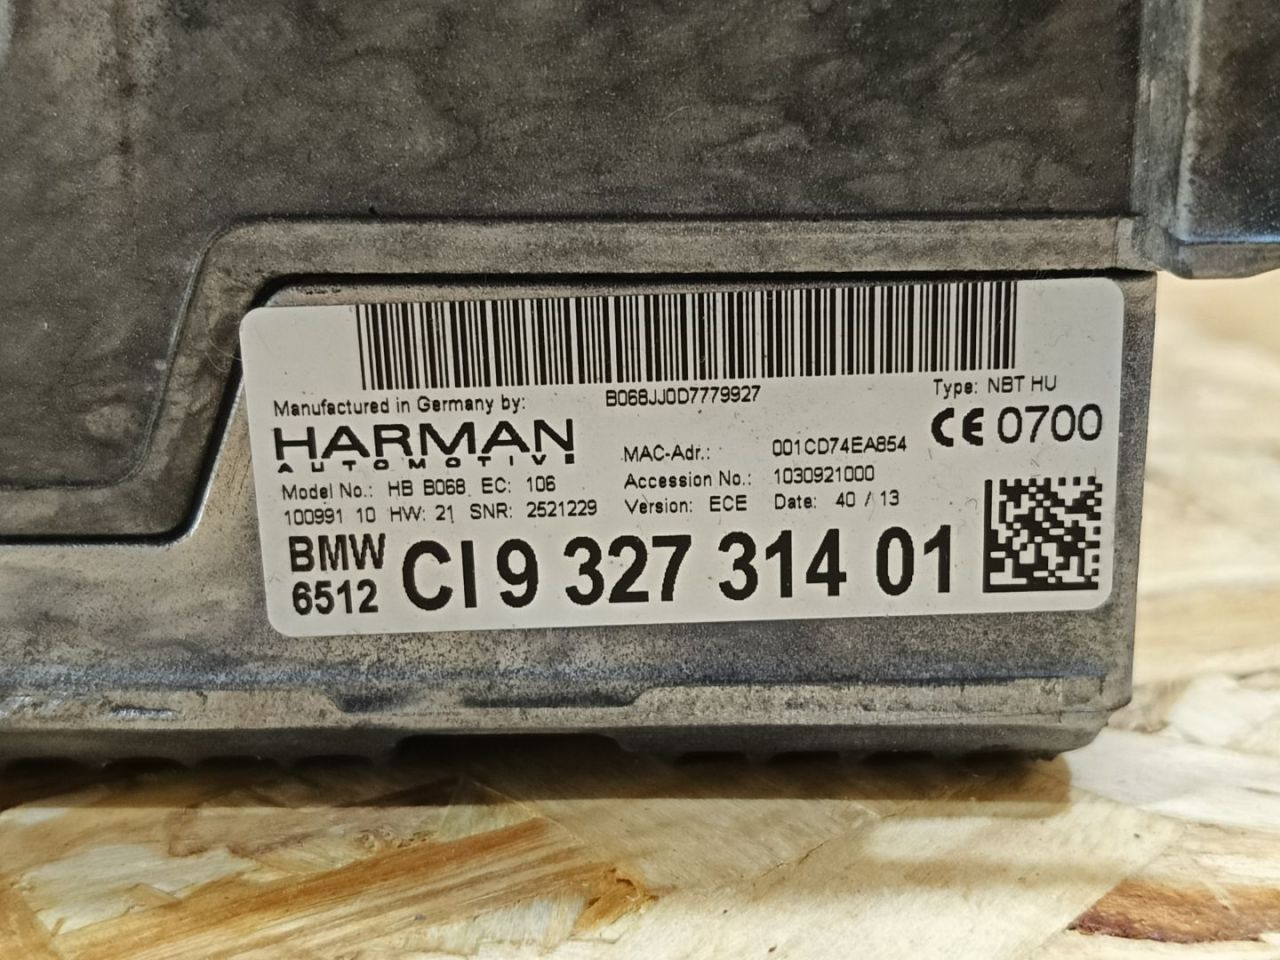 B068JJ0D7779927
Type: NBT HU
Manufactured in Germany by:
HARMAN
AUTOMOTIVE
MAC-Adr.: 001CD74EA854
CE 0700
Model No.: HB B068 EC: 106
Accession No.: 1030921000
100991 10 HW: 21 SNR: 2521229
Version: ECE Date: 40 / 13
BMW
6512
CI 9 327 314 01